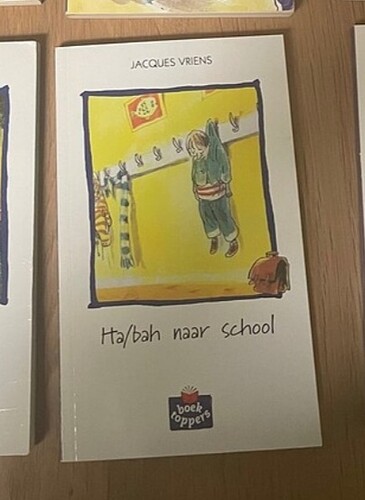 JACQUES VRIENS
Ha/bah naar school
boek
toppers